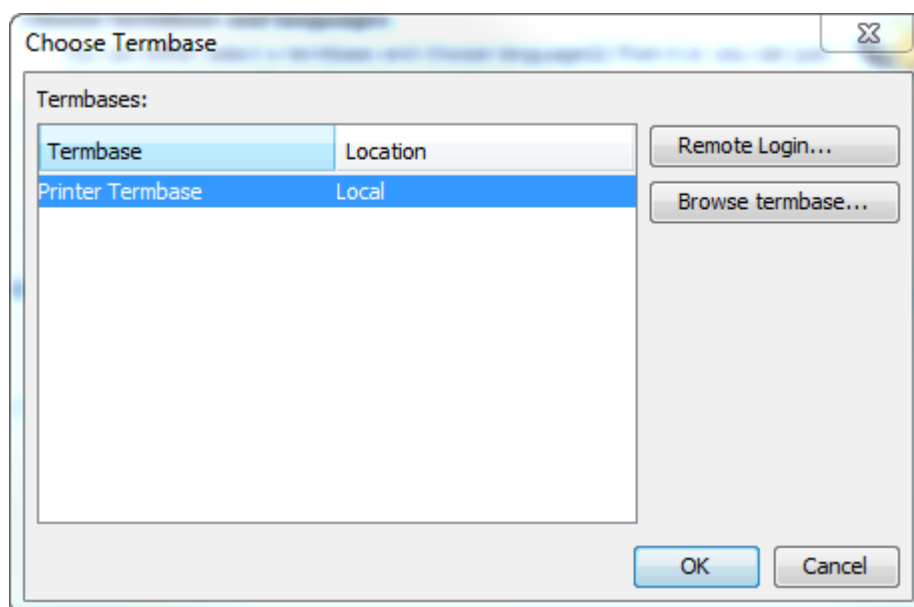 Choose Termbase
Termbases:
Termbase Location
Remote Login...
Printer Termbase Local
Browse termbase...
OK Cancel